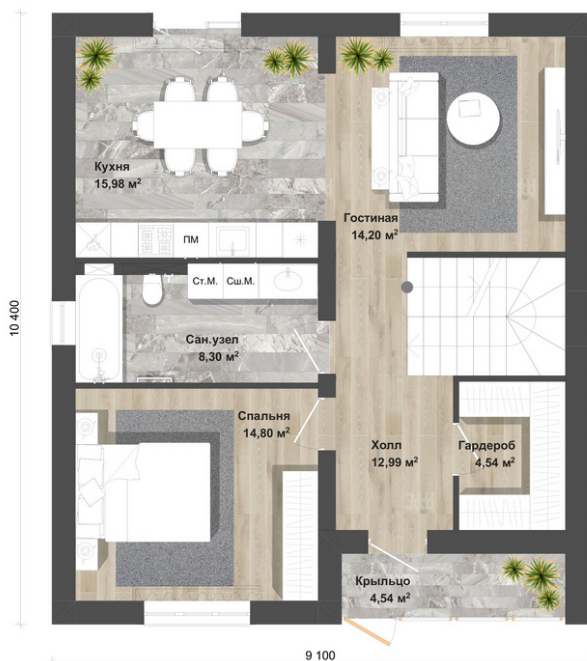 Кухня
15,98 м²
ПМ
Гостиная
14,20 м²
Ст.М. Сш.М.
Сан.узел
8,30 м²
10 400
Спальня
14,80 м²
Холл
12,99 м²
Гардероб
4,54 м²
Крыльцо
4,54 м²
9 100